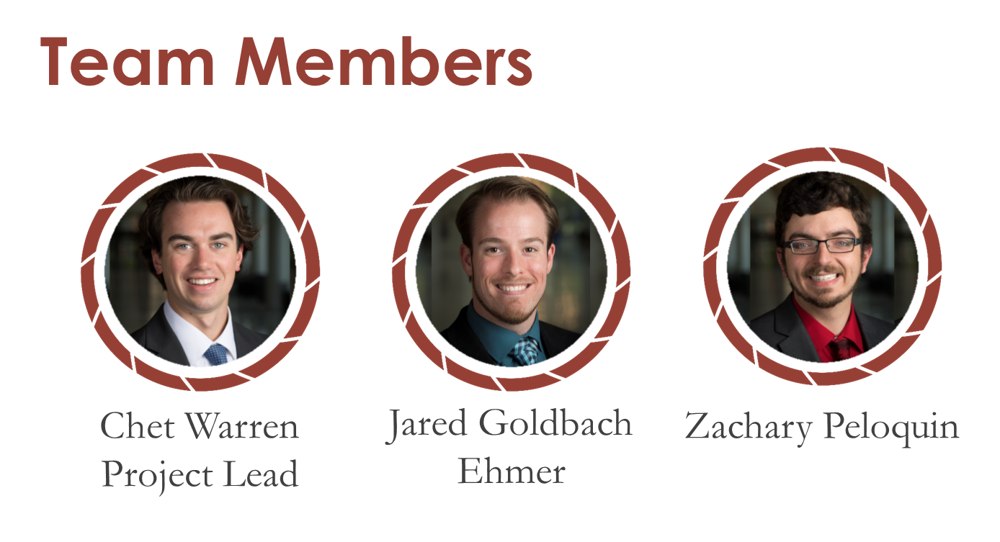 Team Members
Chet Warren
Project Lead
Jared Goldbach
Ehmer
Zachary Peloquin